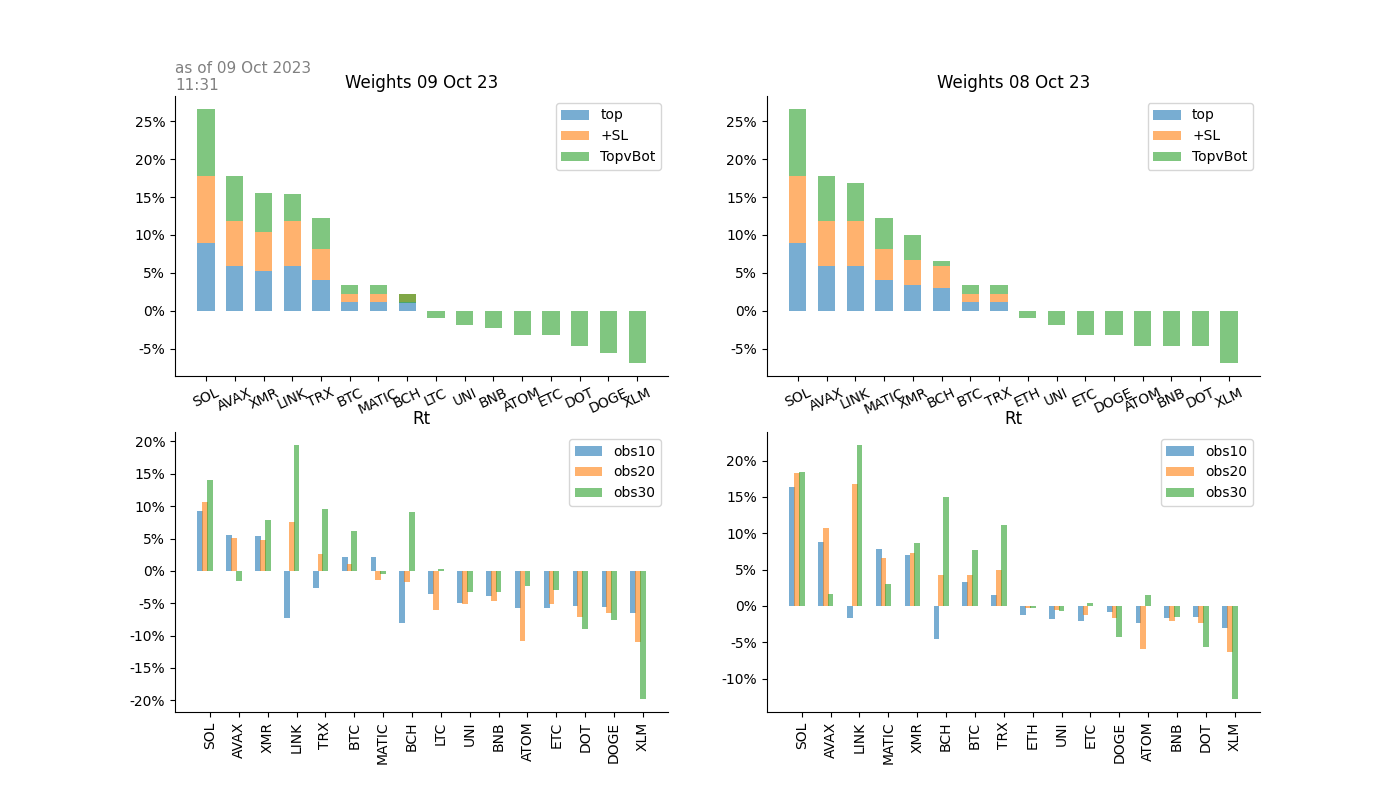 as of 09 Oct 2023
11:31
Weights 09 Oct 23
25%
20%
15%
10%
5%
0%
-5%
top
+SL
TopvBot
SOL AVAX XMR LINK TRX BTC MATIC BCH LTC UNI BNB ATOM ETC DOT DOGE XLM
Weights 08 Oct 23
25%
20%
15%
10%
5%
0%
-5%
top
+SL
TopvBot
SOL AVAX LINK MATIC XMR BCH BTC TRX ETH UNI ETC DOGE ATOM BNB DOT XLM
Rt
20%
15%
10%
5%
0%
-5%
-10%
-15%
-20%
obs10
obs20
obs30
SOL AVAX XMR LINK TRX BTC MATIC BCH LTC UNI BNB ATOM ETC DOT DOGE XLM
Rt
20%
15%
10%
5%
0%
-5%
-10%
obs10
obs20
obs30
SOL AVAX LINK MATIC XMR BCH BTC TRX ETH UNI ETC DOGE ATOM BNB DOT XLM